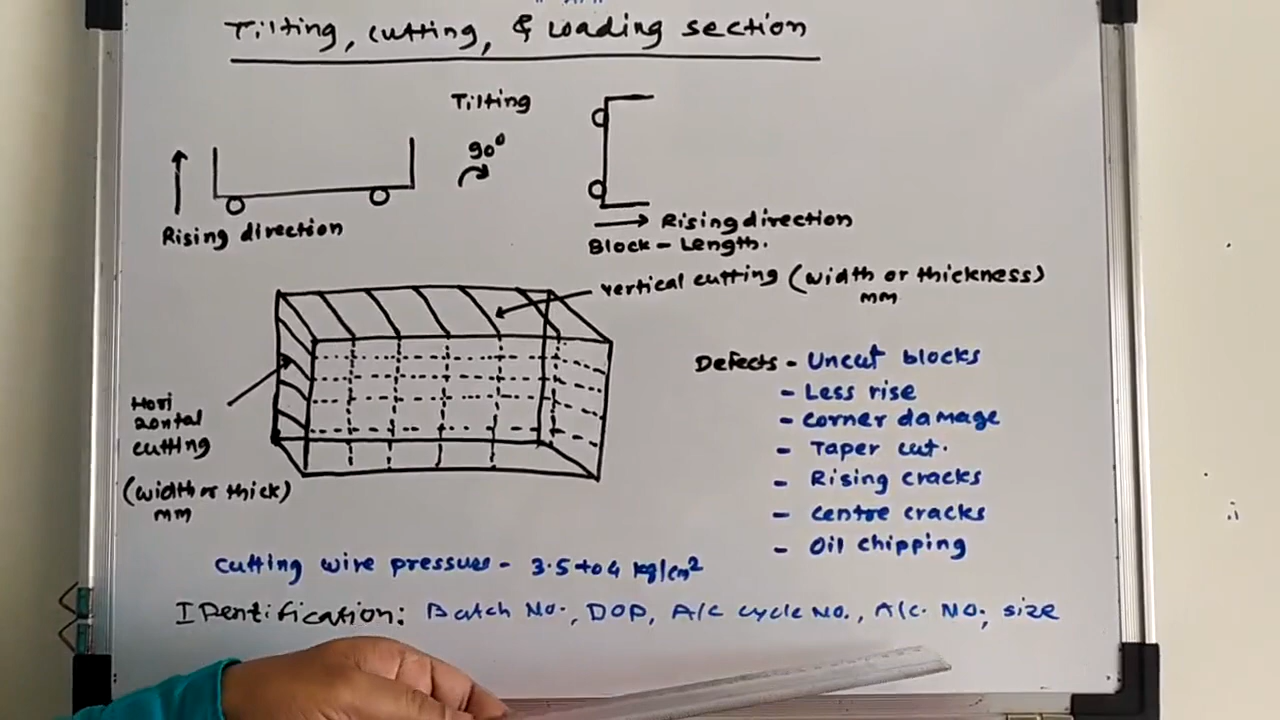 Tilting, cutting, & Loading section
Tilting
90°
Rising direction
Rising direction
Block - Length.
vertical cutting (width or thickness)
mm
Hori
zontal
cutting
(width or thick)
mm
Defects - Uncut blocks
- Less rise
- corner damage
- Taper cut.
- Rising cracks
- centre cracks
- Oil chipping
cutting wire pressure - 3.5 to 4 kg/cm²
IDentification: Batch No., DOP, A/c cycle No., A/c. No., size